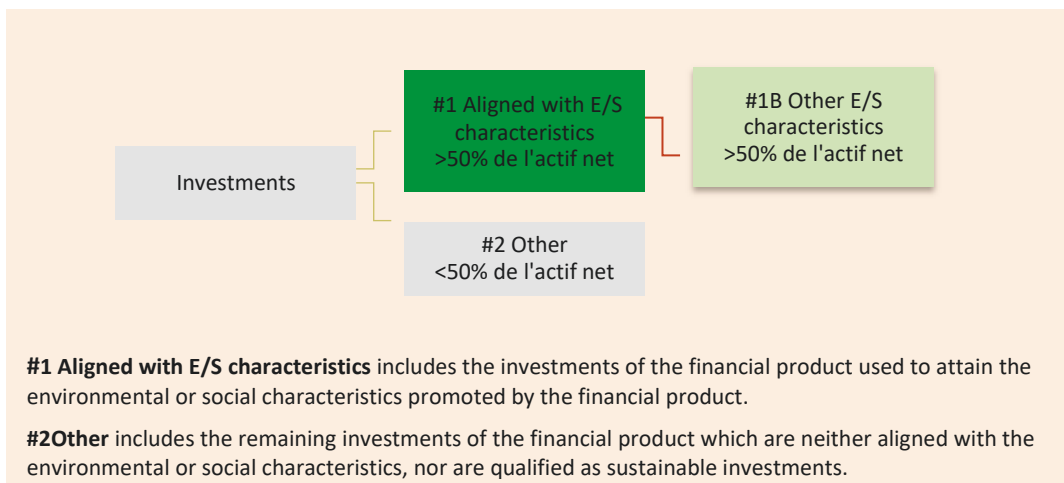 #1 Aligned with E/S
characteristics
>50% de l'actif net
#1B Other E/S
characteristics
>50% de l'actif net
Investments
#2 Other
<50% de l'actif net
#1 Aligned with E/S characteristics includes the investments of the financial product used to attain the
environmental or social characteristics promoted by the financial product.
#2Other includes the remaining investments of the financial product which are neither aligned with the
environmental or social characteristics, nor are qualified as sustainable investments.